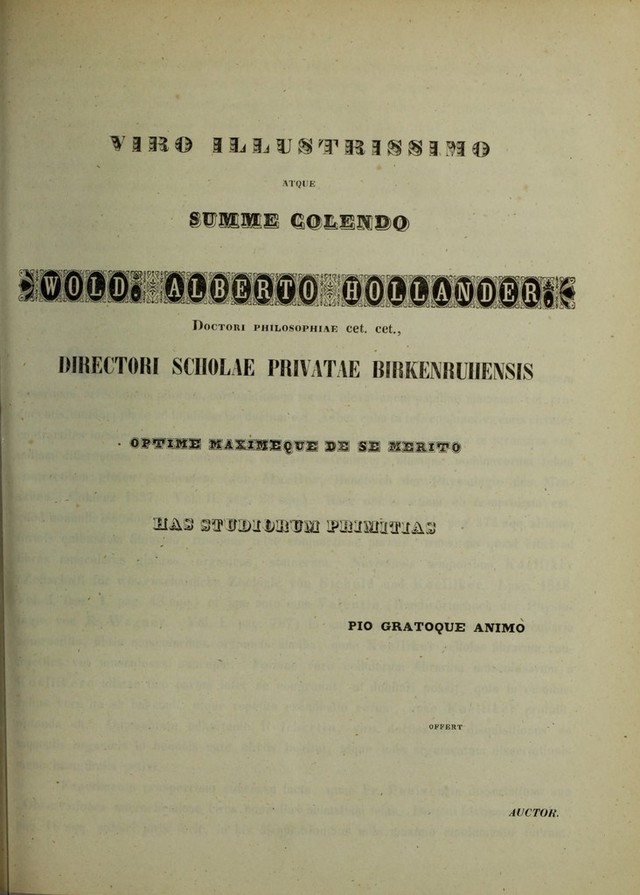 VIRO ILLUSTRISSIMO
ATQUE
SUMME COLENDO
WOLD. ALBERTO HOLLANDER,
DOCTORI PHILOSOPHIAE cet. cet.,
DIRECTORI SCHOLAE PRIVATAE BIRKENRUHENSIS
OPTIME MAXIMEQUE DE SE MERITO
HAS STUDIORUM PRIMITIAS
PIO GRATOQUE ANIMO
OFFERT
AUCTOR.